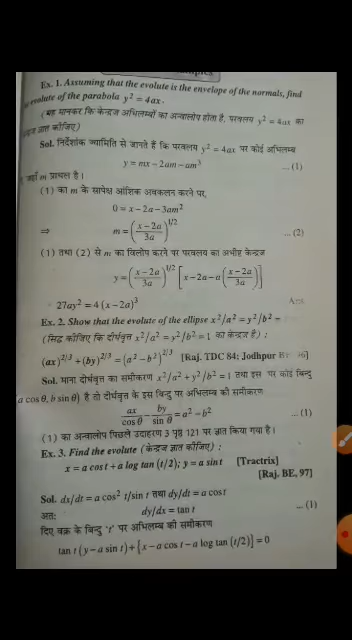 Ex. 1. Assuming that the evolute is the envelope of the normals, find
evolute of the parabola y² = 4ax.
(यह मानकर कि केन्द्रज अभिलम्बों का अन्वालोप होता है, परवलय y² = 4ax का
ज्ञात कीजिए)
Sol. निर्देशांक ज्यामिति से जानते हैं कि परवलय y² = 4ax पर कोई अभिलम्ब
y = mx – 2am – am³ ... (1)
जहाँ m प्राचल है।
(1) का m के सापेक्ष आंशिक अवकलन करने पर,
0 = x – 2a – 3am²
⇒ m = ((x – 2a)/3a)^1/2 ... (2)
(1) तथा (2) से m का विलोप करने पर परवलय का अभीष्ट केन्द्रज
y = ((x – 2a)/3a)^1/2 [x – 2a – a((x – 2a)/3a)]
27ay² = 4 (x – 2a)³ Ans
Ex. 2. Show that the evolute of the ellipse x²/a² + y²/b² =
(सिद्ध कीजिए कि दीर्घवृत्त x²/a² + y²/b² = 1 का केन्द्रज है) :
(ax)^2/3 + (by)^2/3 = (a² – b²)^2/3 [Raj. TDC 84; Jodhpur
Sol. माना दीर्घवृत्त का समीकरण x²/a² + y²/b² = 1 तथा इस पर कोई बिन्दु
a cos θ, b sin θ) है तो दीर्घवृत्त के इस बिन्दु पर अभिलम्ब की समीकरण
ax/cos θ – by/sin θ = a² – b² ... (1)
(1) का अन्वालोप पिछले उदाहरण 3 पृष्ठ 121 पर ज्ञात किया गया है।
Ex. 3. Find the evolute (केन्द्रज ज्ञात कीजिए) :
x = a cos t + a log tan (t/2); y = a sin t [Tractrix]
[Raj. BE, 97]
Sol. dx/dt = a cos² t/sin t तथा dy/dt = a cos t
अतः dy/dx = tan t ... (1)
दिए वक्र के बिन्दु 't' पर अभिलम्ब की समीकरण
tan t (y – a sin t) + [x – a cos t – a log tan (t/2)] = 0